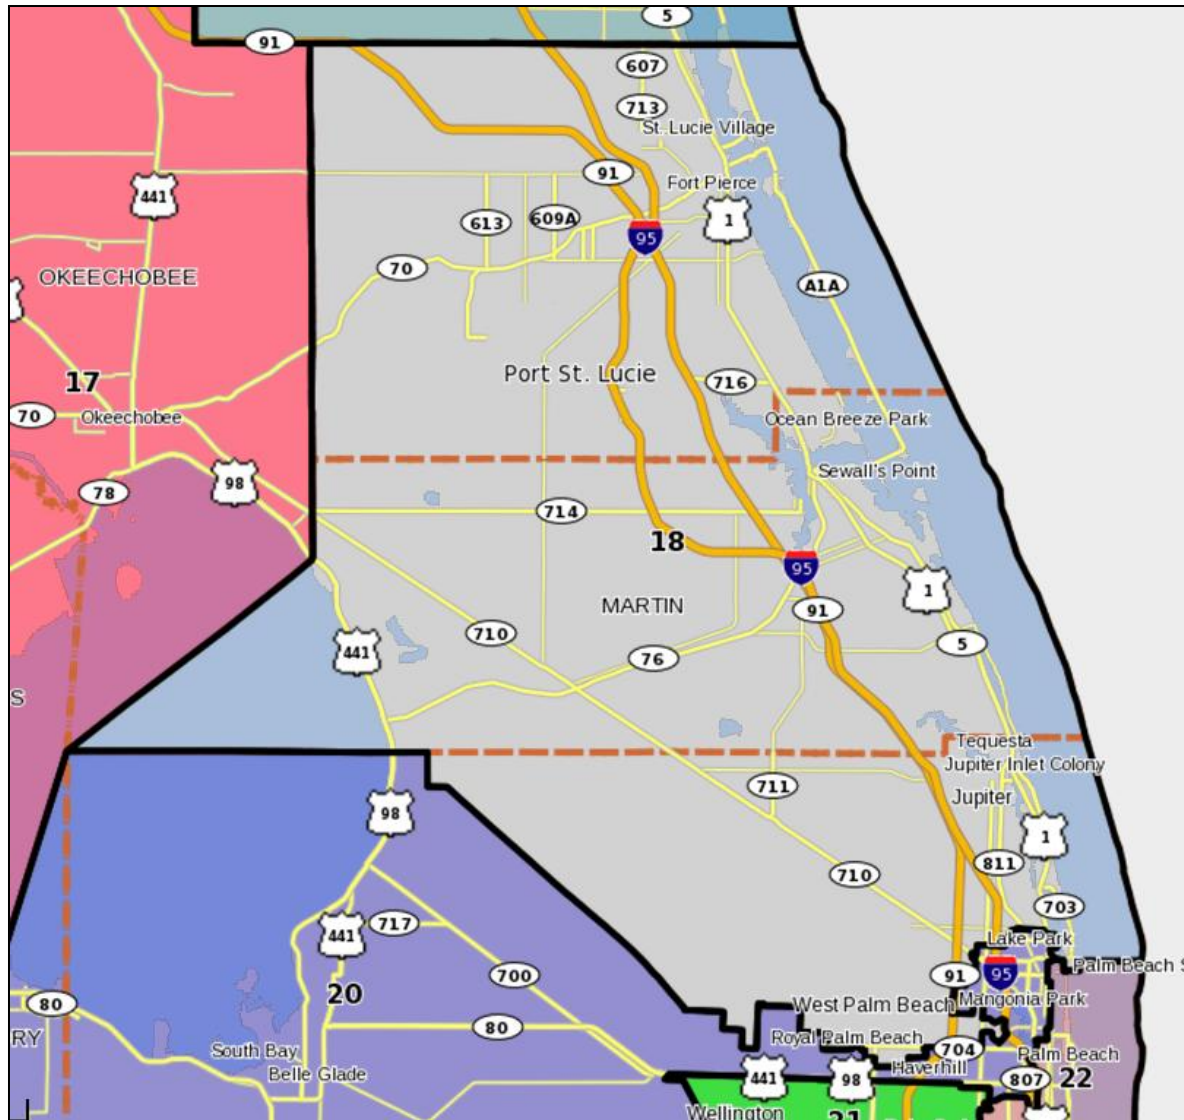 5
91
607
713
St. Lucie Village
91
Fort Pierce
441
613
609A
1
95
70
OKEECHOBEE
A1A
Port St. Lucie
716
17
70
Okeechobee
Ocean Breeze Park
Sewall's Point
98
78
714
18
95
1
MARTIN
91
710
441
76
5
S
Tequesta
Jupiter Inlet Colony
711
Jupiter
98
1
811
710
703
717
441
Lake Park
Palm Beach S
700
91
95
20
80
West Palm Beach
Mangonia Park
80
RY
Royal Palm Beach
704
South Bay
Palm Beach
Belle Glade
Haverhill
441
98
807
22
Wellington
21